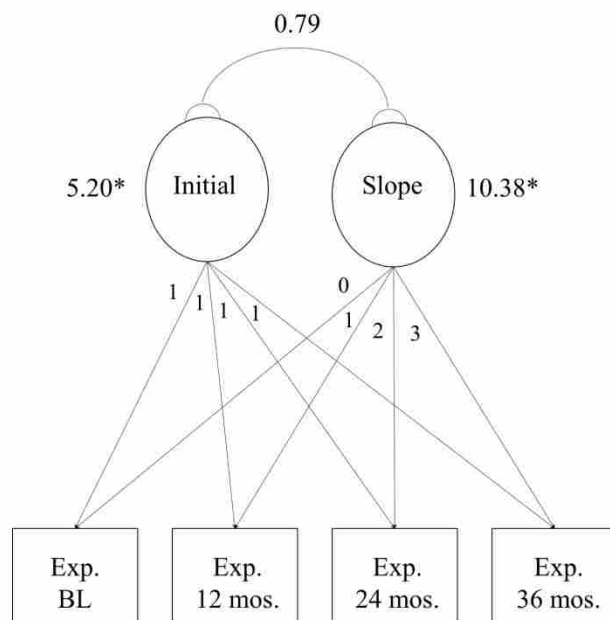 0.79
5.20*
Initial
Slope
10.38*
1
1
1
1
0
1
2
3
Exp.
BL
Exp.
12 mos.
Exp.
24 mos.
Exp.
36 mos.